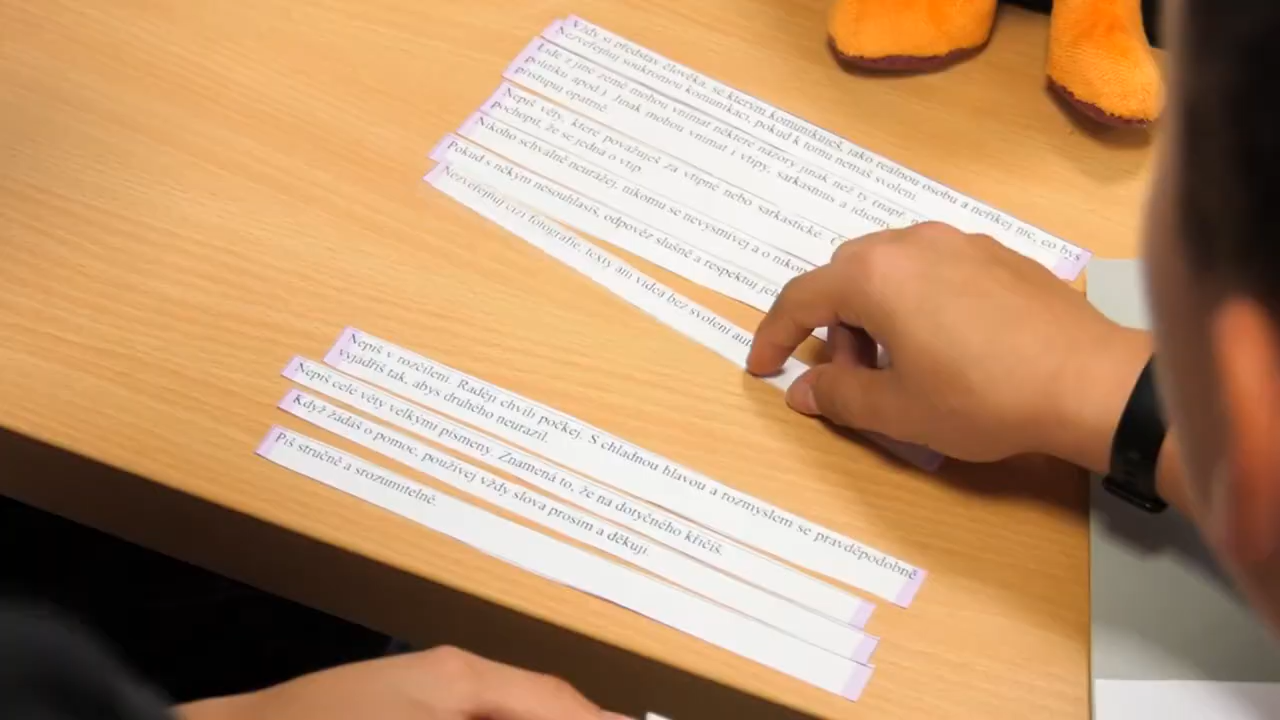 Vždy si představ člověka, se kterým komunikuješ, jako reálnou osobu a neříkej nic, co bys
Nezveřejňuj soukromou komunikaci, pokud k tomu nemáš svolení.
Lidé z jiné země mohou vnímat některé názory jinak než ty (např.
politiku apod.). Jinak mohou vnímat i vtipy, sarkasmus a idiomy
přistupuj opatrně.
Nepiš věty, které považuješ za vtipné nebo sarkastické.
pochopil, že se jedná o vtip.
Nikoho schválně neurážej, nikomu se nevysmívej a o
Pokud s někým nesouhlasíš, odpověz slušně a respektuj
Nezveřejňuj cizí fotografie, texty ani videa bez svolení
Nepiš v rozčílení. Raději chvíli počkej. S chladnou hlavou a rozmyslem se pravděpodobně
vyjádříš tak, abys druhého neurazil.
Nepiš celé věty velkými písmeny. Znamená to, že na dotyčného křičíš.
Když žádáš o pomoc, používej vždy slova prosím a děkuji.
Piš stručně a srozumitelně.